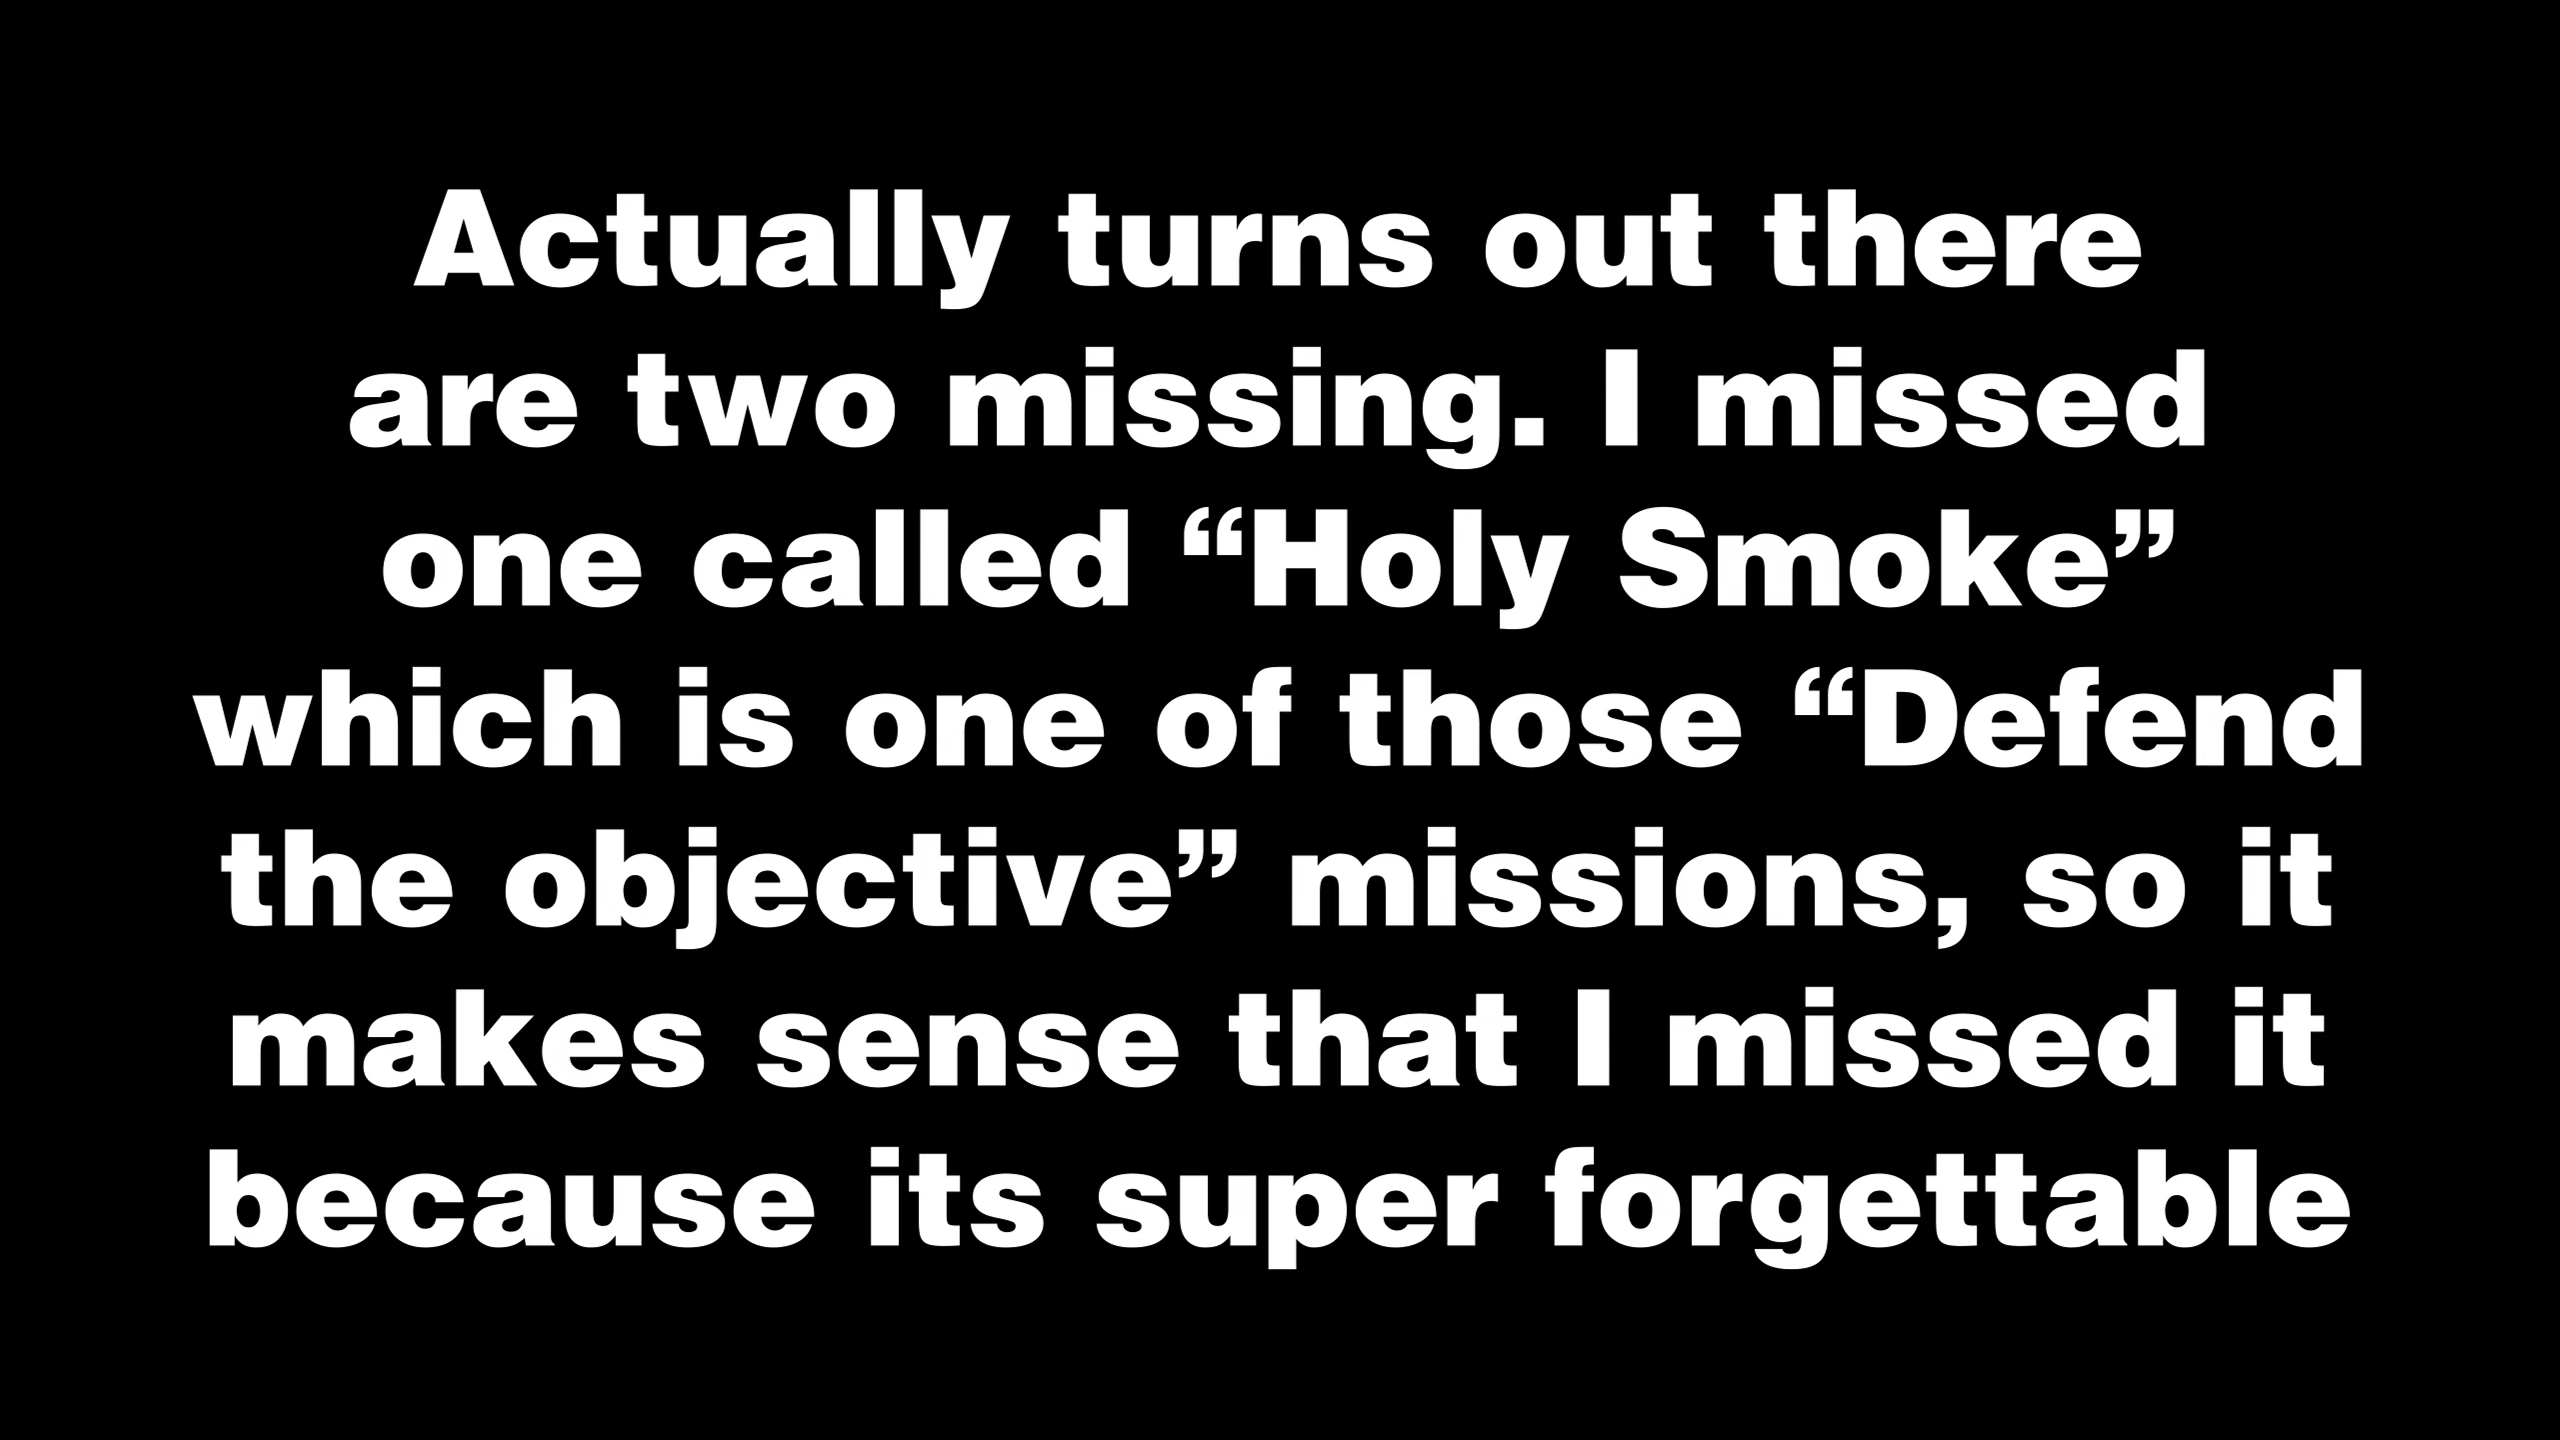 Actually turns out there
are two missing. I missed
one called “Holy Smoke”
which is one of those “Defend
the objective” missions, so it
makes sense that I missed it
because its super forgettable